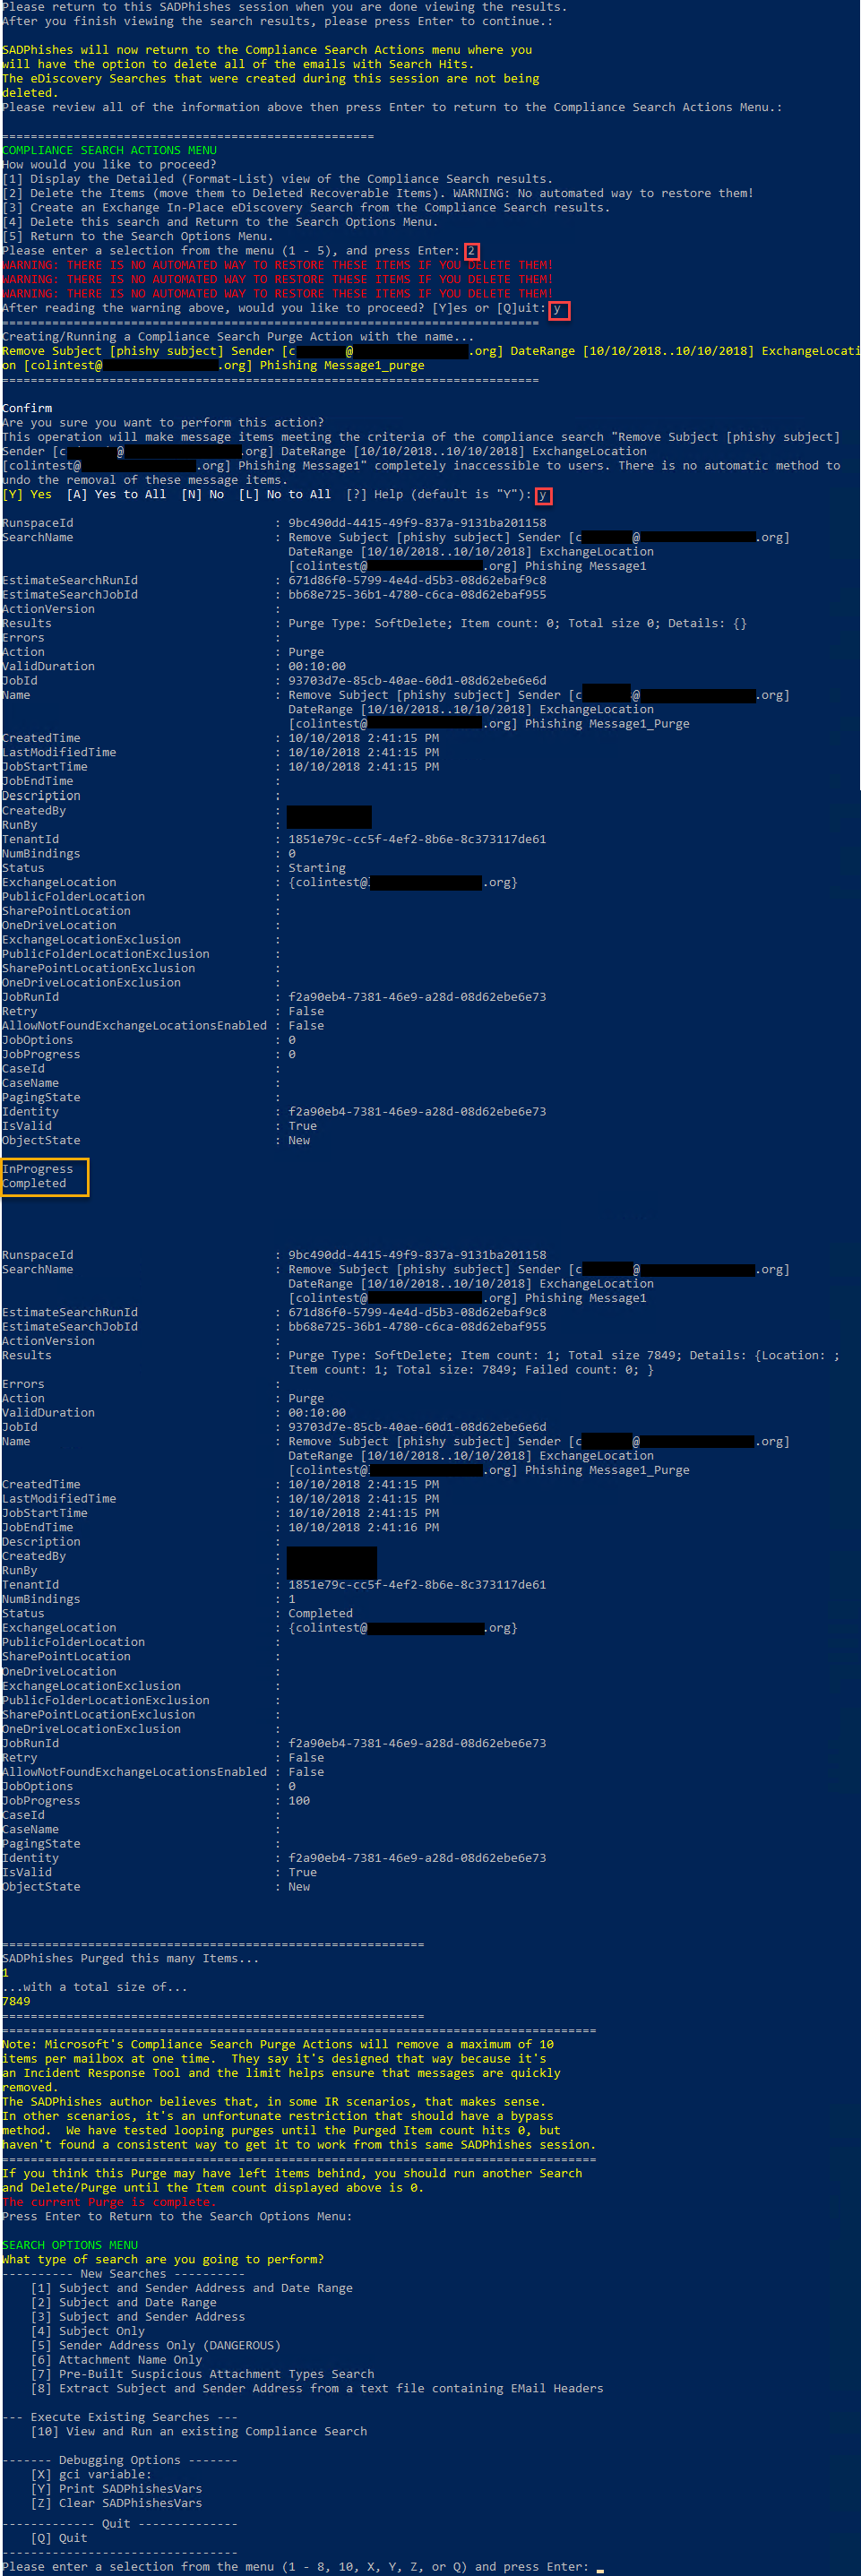 Please return to this SADPhishes session when you are done viewing the results.
After you finish viewing the search results, please press Enter to continue.:
SADPhishes will now return to the Compliance Search Actions menu where you
will have the option to delete all of the emails with Search Hits.
The eDiscovery Searches that were created during this session are not being
deleted.
Please review all of the information above then press Enter to return to the Compliance Search Actions Menu.:
====================================================
COMPLIANCE SEARCH ACTIONS MENU
How would you like to proceed?
[1] Display the Detailed (Format-List) view of the Compliance Search results.
[2] Delete the Items (move them to Deleted Recoverable Items). WARNING: No automated way to restore them!
[3] Create an Exchange In-Place eDiscovery Search from the Compliance Search results.
[4] Delete this search and Return to the Search Options Menu.
[5] Return to the Search Options Menu.
Please enter a selection from the menu (1 - 5), and press Enter: 2
WARNING: THERE IS NO AUTOMATED WAY TO RESTORE THESE ITEMS IF YOU DELETE THEM!
WARNING: THERE IS NO AUTOMATED WAY TO RESTORE THESE ITEMS IF YOU DELETE THEM!
WARNING: THERE IS NO AUTOMATED WAY TO RESTORE THESE ITEMS IF YOU DELETE THEM!
After reading the warning above, would you like to proceed? [Y]es or [Q]uit: y
===========================================================================
Creating/Running a Compliance Search Purge Action with the name...
Remove Subject [phishy subject] Sender [c @ .org] DateRange [10/10/2018..10/10/2018] ExchangeLocati
on [colintest@ .org] Phishing Message1_purge
===========================================================================
Confirm
Are you sure you want to perform this action?
This operation will make message items meeting the criteria of the compliance search "Remove Subject [phishy subject]
Sender [c @ .org] DateRange [10/10/2018..10/10/2018] ExchangeLocation
[colintest@ .org] Phishing Message1" completely inaccessible to users. There is no automatic method to
undo the removal of these message items.
[Y] Yes [A] Yes to All [N] No [L] No to All [?] Help (default is "Y"): y
RunspaceId : 9bc490dd-4415-49f9-837a-9131ba201158
SearchName : Remove Subject [phishy subject] Sender [c @ .org]
DateRange [10/10/2018..10/10/2018] ExchangeLocation
[colintest@ .org] Phishing Message1
EstimateSearchRunId : 671d86f0-5799-4e4d-d5b3-08d62ebaf9c8
EstimateSearchJobId : bb68e725-36b1-4780-c6ca-08d62ebaf955
ActionVersion :
Results : Purge Type: SoftDelete; Item count: 0; Total size 0; Details: {}
Errors :
Action : Purge
ValidDuration : 00:10:00
JobId : 93703d7e-85cb-40ae-60d1-08d62ebe6e6d
Name : Remove Subject [phishy subject] Sender [c @ .org]
DateRange [10/10/2018..10/10/2018] ExchangeLocation
[colintest@ .org] Phishing Message1_Purge
CreatedTime : 10/10/2018 2:41:15 PM
LastModifiedTime : 10/10/2018 2:41:15 PM
JobStartTime : 10/10/2018 2:41:15 PM
JobEndTime :
Description :
CreatedBy :
RunBy :
TenantId : 1851e79c-cc5f-4ef2-8b6e-8c373117de61
NumBindings : 0
Status : Starting
ExchangeLocation : {colintest@ .org}
PublicFolderLocation :
SharePointLocation :
OneDriveLocation :
ExchangeLocationExclusion :
PublicFolderLocationExclusion :
SharePointLocationExclusion :
OneDriveLocationExclusion :
JobRunId : f2a90eb4-7381-46e9-a28d-08d62ebe6e73
Retry : False
AllowNotFoundExchangeLocationsEnabled : False
JobOptions : 0
JobProgress : 0
CaseId :
CaseName :
PagingState :
Identity : f2a90eb4-7381-46e9-a28d-08d62ebe6e73
IsValid : True
ObjectState : New
InProgress
Completed
RunspaceId : 9bc490dd-4415-49f9-837a-9131ba201158
SearchName : Remove Subject [phishy subject] Sender [c @ .org]
DateRange [10/10/2018..10/10/2018] ExchangeLocation
[colintest@ .org] Phishing Message1
EstimateSearchRunId : 671d86f0-5799-4e4d-d5b3-08d62ebaf9c8
EstimateSearchJobId : bb68e725-36b1-4780-c6ca-08d62ebaf955
ActionVersion :
Results : Purge Type: SoftDelete; Item count: 1; Total size 7849; Details: {Location: ;
Item count: 1; Total size: 7849; Failed count: 0; }
Errors :
Action : Purge
ValidDuration : 00:10:00
JobId : 93703d7e-85cb-40ae-60d1-08d62ebe6e6d
Name : Remove Subject [phishy subject] Sender [c @ .org]
DateRange [10/10/2018..10/10/2018] ExchangeLocation
[colintest@ .org] Phishing Message1_Purge
CreatedTime : 10/10/2018 2:41:15 PM
LastModifiedTime : 10/10/2018 2:41:15 PM
JobStartTime : 10/10/2018 2:41:15 PM
JobEndTime : 10/10/2018 2:41:16 PM
Description :
CreatedBy :
RunBy :
TenantId : 1851e79c-cc5f-4ef2-8b6e-8c373117de61
NumBindings : 1
Status : Completed
ExchangeLocation : {colintest@ .org}
PublicFolderLocation :
SharePointLocation :
OneDriveLocation :
ExchangeLocationExclusion :
PublicFolderLocationExclusion :
SharePointLocationExclusion :
OneDriveLocationExclusion :
JobRunId : f2a90eb4-7381-46e9-a28d-08d62ebe6e73
Retry : False
AllowNotFoundExchangeLocationsEnabled : False
JobOptions : 0
JobProgress : 100
CaseId :
CaseName :
PagingState :
Identity : f2a90eb4-7381-46e9-a28d-08d62ebe6e73
IsValid : True
ObjectState : New
===========================================================
SADPhishes Purged this many Items...
1
...with a total size of...
7849
===========================================================
===================================================================================
Note: Microsoft's Compliance Search Purge Actions will remove a maximum of 10
items per mailbox at one time. They say it's designed that way because it's
an Incident Response Tool and the limit helps ensure that messages are quickly
removed.
The SADPhishes author believes that, in some IR scenarios, that makes sense.
In other scenarios, it's an unfortunate restriction that should have a bypass
method. We have tested looping purges until the Purged Item count hits 0, but
haven't found a consistent way to get it to work from this same SADPhishes session.
===================================================================================
If you think this Purge may have left items behind, you should run another Search
and Delete/Purge until the Item count displayed above is 0.
The current Purge is complete.
Press Enter to Return to the Search Options Menu:
SEARCH OPTIONS MENU
What type of search are you going to perform?
---------- New Searches ----------
[1] Subject and Sender Address and Date Range
[2] Subject and Date Range
[3] Subject and Sender Address
[4] Subject Only
[5] Sender Address Only (DANGEROUS)
[6] Attachment Name Only
[7] Pre-Built Suspicious Attachment Types Search
[8] Extract Subject and Sender Address from a text file containing EMail Headers
--- Execute Existing Searches ---
[10] View and Run an existing Compliance Search
------- Debugging Options -------
[X] gci variable:
[Y] Print SADPhishesVars
[Z] Clear SADPhishesVars
------------- Quit --------------
[Q] Quit
---------------------------------
Please enter a selection from the menu (1 - 8, 10, X, Y, Z, or Q) and press Enter: